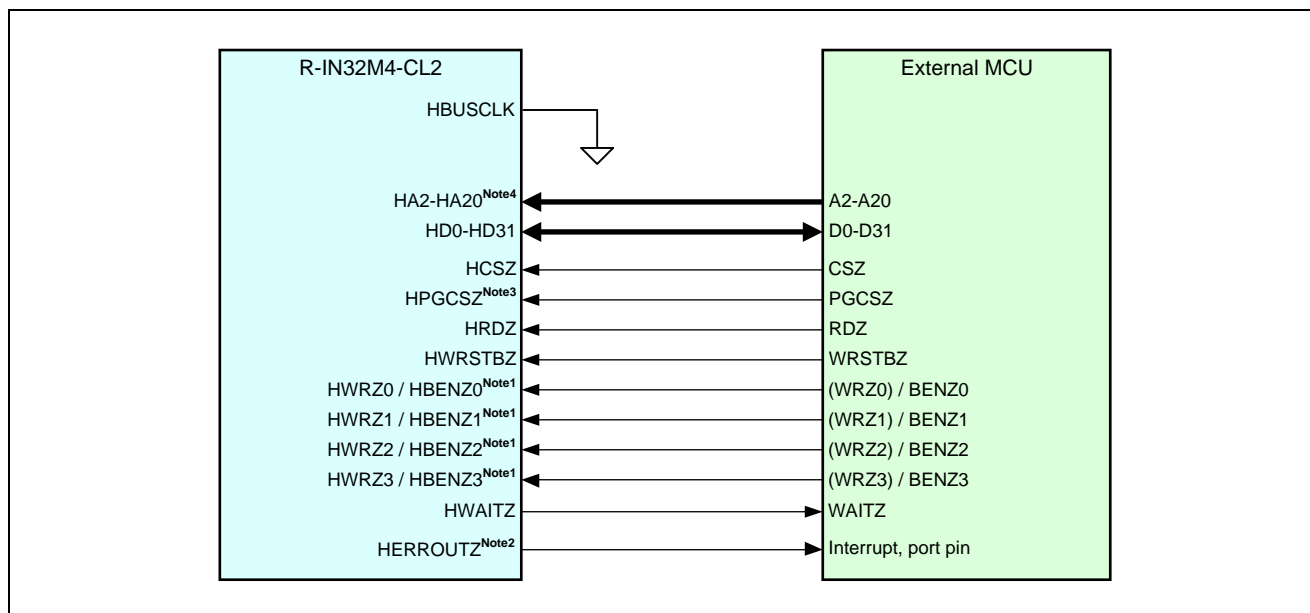 R-IN32M4-CL2 External MCU
HBUSCLK
HA2-HA20Note4 A2-A20
HD0-HD31 D0-D31
HCSZ CSZ
HPGCSZNote3 PGCSZ
HRDZ RDZ
HWRSTBZ WRSTBZ
HWRZ0 / HBENZ0Note1 (WRZ0) / BENZ0
HWRZ1 / HBENZ1Note1 (WRZ1) / BENZ1
HWRZ2 / HBENZ2Note1 (WRZ2) / BENZ2
HWRZ3 / HBENZ3Note1 (WRZ3) / BENZ3
HWAITZ WAITZ
HERROUTZNote2 Interrupt, port pin